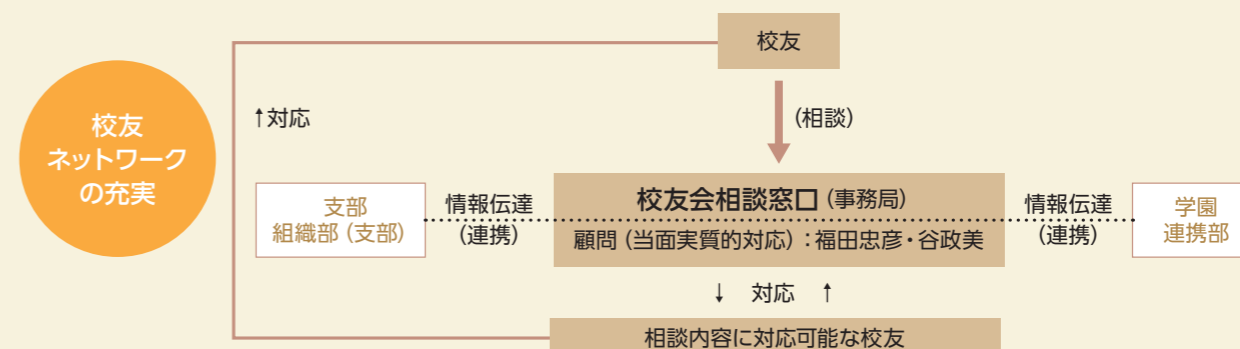 校友
校友
ネットワーク
の充実
↑対応
(相談)
支部
組織部(支部)
情報伝達
(連携)
校友会相談窓口(事務局)
顧問(当面実質的対応):福田忠彦・谷政美
情報伝達
(連携)
学園
連携部
↓ 対応 ↑
相談内容に対応可能な校友